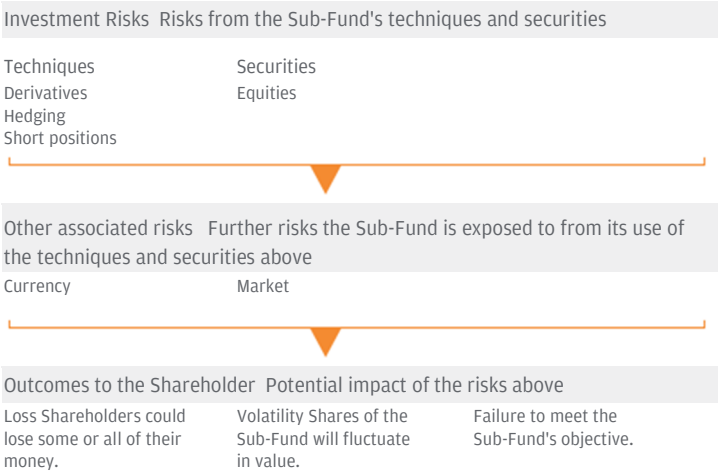 Investment Risks Risks from the Sub-Fund's techniques and securities
Techniques
Derivatives
Hedging
Short positions
Securities
Equities
Other associated risks Further risks the Sub-Fund is exposed to from its use of
the techniques and securities above
Currency
Market
Outcomes to the Shareholder Potential impact of the risks above
Loss Shareholders could
lose some or all of their
money.
Volatility Shares of the
Sub-Fund will fluctuate
in value.
Failure to meet the
Sub-Fund's objective.